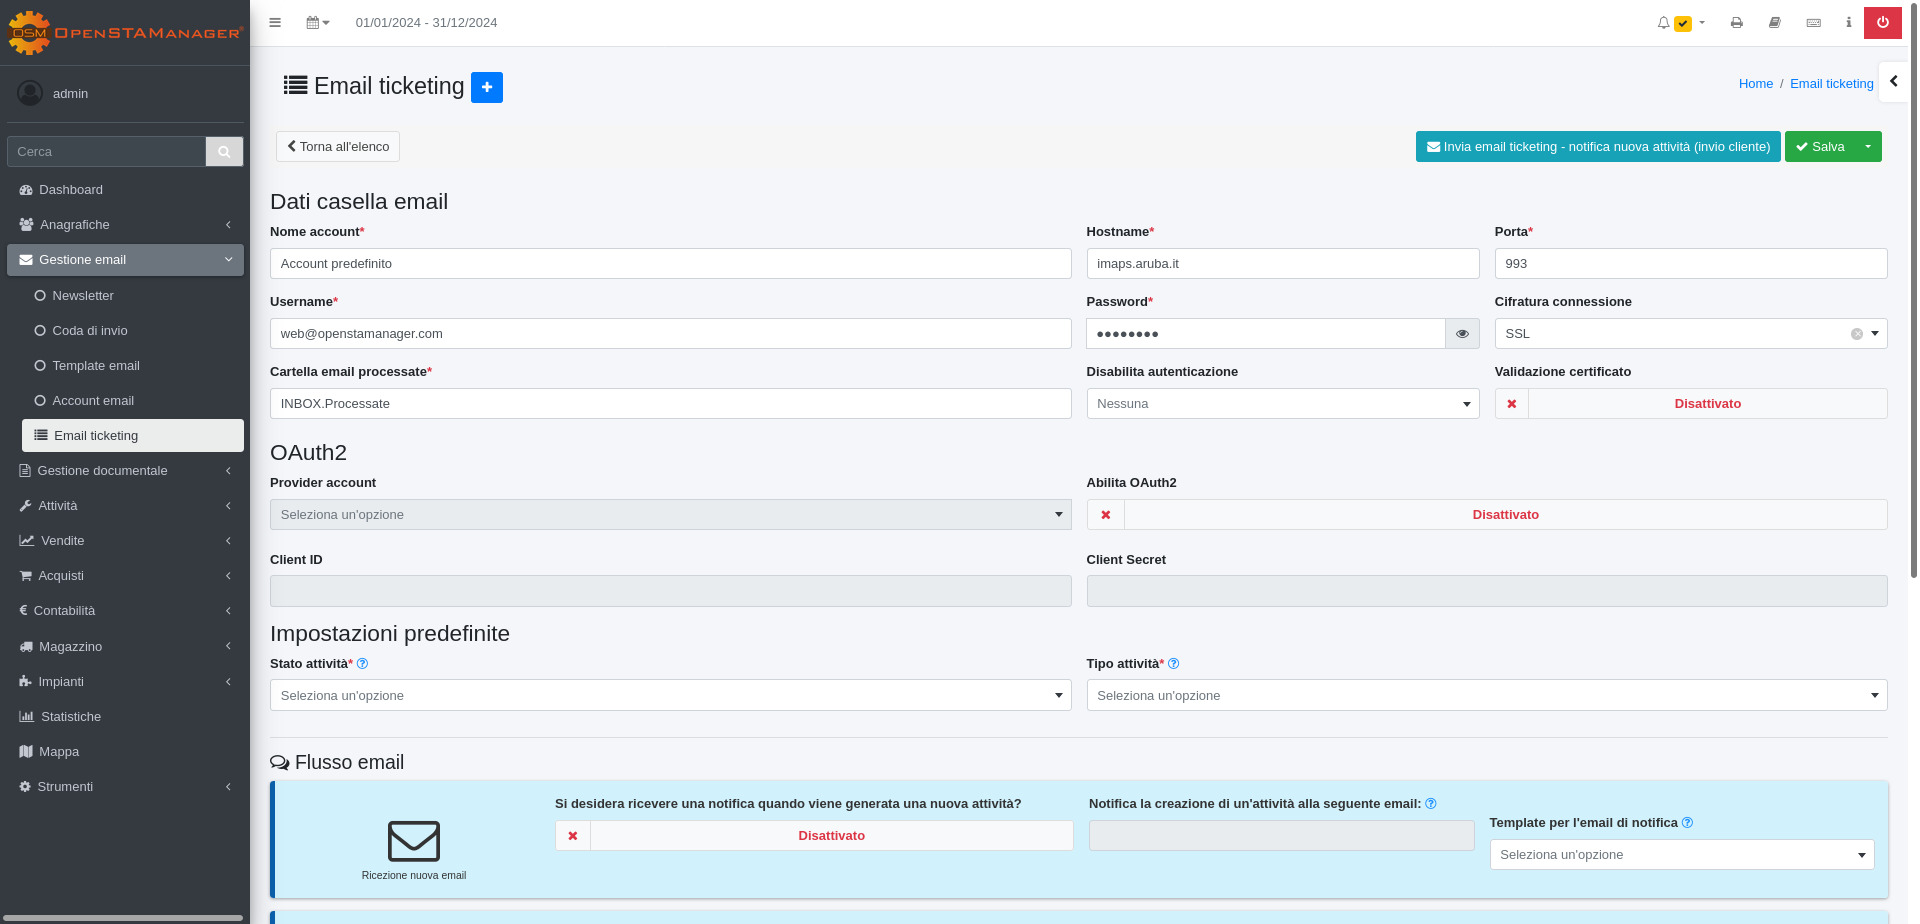 OSM OpenSTAManager®
01/01/2024 - 31/12/2024
admin
Cerca
Dashboard
Anagrafiche
Gestione email
Newsletter
Coda di invio
Template email
Account email
Email ticketing
Gestione documentale
Attività
Vendite
Acquisti
Contabilità
Magazzino
Impianti
Statistiche
Mappa
Strumenti
Email ticketing
Home / Email ticketing
Torna all'elenco
Invia email ticketing - notifica nuova attività (invio cliente)
Salva
Dati casella email
Nome account* Hostname* Porta*
Account predefinito imaps.aruba.it 993
Username* Password* Cifratura connessione
web@openstamanager.com ●●●●●●●● SSL
Cartella email processate* Disabilita autenticazione Validazione certificato
INBOX.Processate Nessuna Disattivato
OAuth2
Provider account Abilita OAuth2
Seleziona un'opzione Disattivato
Client ID Client Secret
Impostazioni predefinite
Stato attività* Tipo attività*
Seleziona un'opzione Seleziona un'opzione
Flusso email
Si desidera ricevere una notifica quando viene generata una nuova attività? Notifica la creazione di un'attività alla seguente email:
Template per l'email di notifica
Disattivato
Seleziona un'opzione
Ricezione nuova email